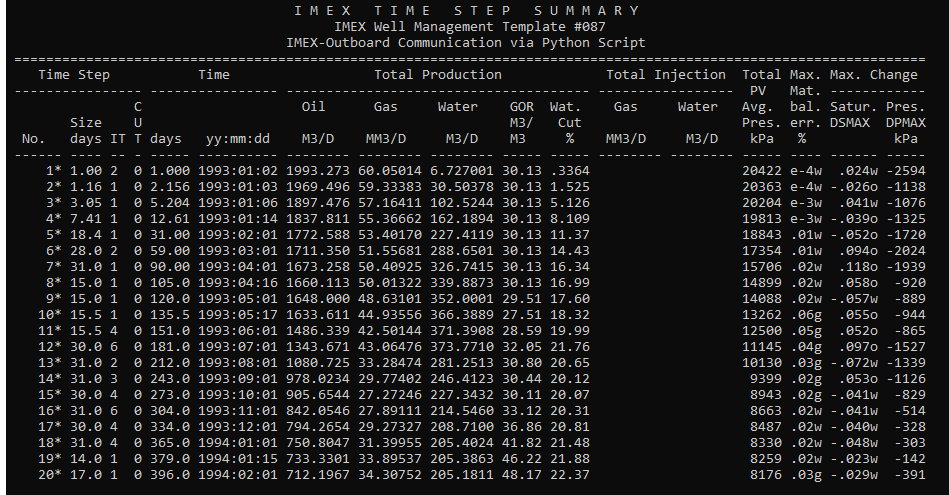 I M E X   T I M E   S T E P   S U M M A R Y
IMEX Well Management Template #087
IMEX-Outboard Communication via Python Script
==================================================================================================================
Time Step Time Total Production Total Injection Total Max. Max. Change
---------------- ---------------- ---------------------------------- ----------------- PV Mat. ------------
C Oil Gas Water GOR Wat. Gas Water Avg. bal. Satur. Pres.
Size U M3/ Cut Pres. err. DSMAX DPMAX
No. days IT T days yy:mm:dd M3/D MM3/D M3/D M3 % MM3/D M3/D kPa % kPa
----- ---- -- - ----- ---------- -------- -------- -------- ----- ----- -------- -------- ----- ---- ------ -----
1* 1.00 2 0 1.000 1993:01:02 1993.273 60.05014 6.727001 30.13 .3364 20422 e-4w .024w -2594
2* 1.16 1 0 2.156 1993:01:03 1969.496 59.33383 30.50378 30.13 1.525 20363 e-4w -.026o -1138
3* 3.05 1 0 5.204 1993:01:06 1897.476 57.16411 102.5244 30.13 5.126 20204 e-3w .041w -1076
4* 7.41 1 0 12.61 1993:01:14 1837.811 55.36662 162.1894 30.13 8.109 19813 e-3w -.039o -1325
5* 18.4 1 0 31.00 1993:02:01 1772.588 53.40170 227.4119 30.13 11.37 18843 .01w -.052o -1720
6* 28.0 2 0 59.00 1993:03:01 1711.350 51.55681 288.6501 30.13 14.43 17354 .01w .094o -2024
7* 31.0 1 0 90.00 1993:04:01 1673.258 50.40925 326.7415 30.13 16.34 15706 .02w .118o -1939
8* 15.0 1 0 105.0 1993:04:16 1660.113 50.01322 339.8873 30.13 16.99 14899 .02w .058o -920
9* 15.0 1 0 120.0 1993:05:01 1648.000 48.63101 352.0001 29.51 17.60 14088 .02w -.057w -889
10* 15.5 1 0 135.5 1993:05:17 1633.611 44.93556 366.3889 27.51 18.32 13262 .06g .055o -944
11* 15.5 4 0 151.0 1993:06:01 1486.339 42.50144 371.3908 28.59 19.99 12500 .05g .052o -865
12* 30.0 6 0 181.0 1993:07:01 1343.671 43.06476 373.7710 32.05 21.76 11145 .04g .097o -1527
13* 31.0 2 0 212.0 1993:08:01 1080.725 33.28474 281.2513 30.80 20.65 10130 .03g -.072w -1339
14* 31.0 3 0 243.0 1993:09:01 978.0234 29.77402 246.4123 30.44 20.12 9399 .02g .053o -1126
15* 30.0 4 0 273.0 1993:10:01 905.6544 27.27246 227.3432 30.11 20.07 8943 .02g -.041w -829
16* 31.0 6 0 304.0 1993:11:01 842.0546 27.89111 214.5460 33.12 20.31 8663 .02w -.041w -514
17* 30.0 4 0 334.0 1993:12:01 794.2654 29.27327 208.7100 36.86 20.81 8487 .02w -.040w -328
18* 31.0 4 0 365.0 1994:01:01 750.8047 31.39955 205.4024 41.82 21.48 8330 .02w -.048w -303
19* 14.0 1 0 379.0 1994:01:15 733.3301 33.89537 205.3863 46.22 21.88 8259 .02w -.023w -142
20* 17.0 1 0 396.0 1994:02:01 712.1967 34.30752 205.1811 48.17 22.37 8176 .03g -.029w -391